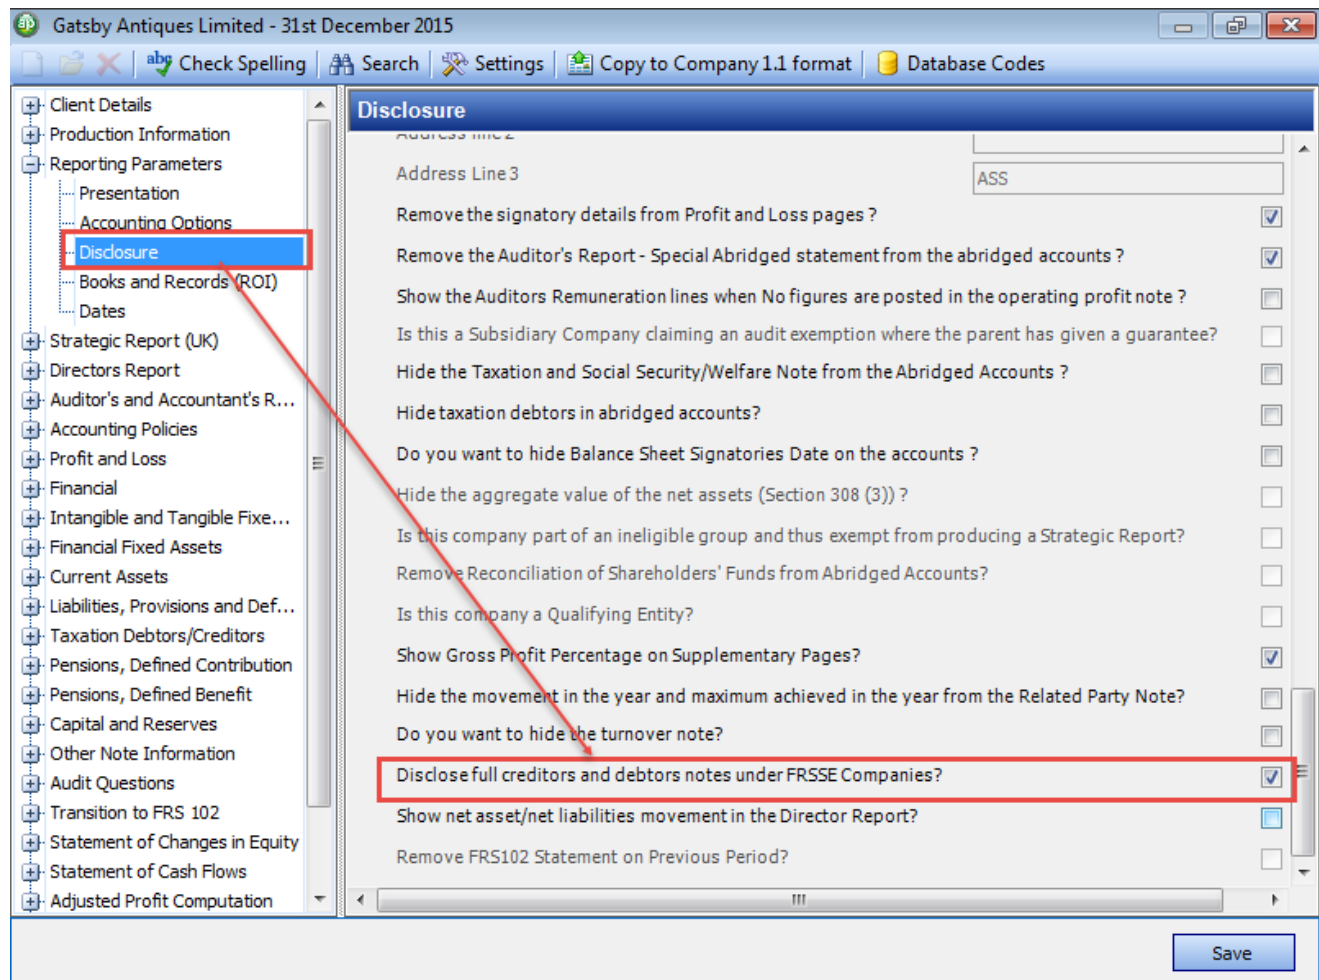 Gatsby Antiques Limited - 31st December 2015
abc Check Spelling Search Settings Copy to Company 1.1 format Database Codes
Client Details
Production Information
Reporting Parameters
Presentation
Accounting Options
Disclosure
Books and Records (ROI)
Dates
Strategic Report (UK)
Directors Report
Auditor's and Accountant's R...
Accounting Policies
Profit and Loss
Financial
Intangible and Tangible Fixe...
Financial Fixed Assets
Current Assets
Liabilities, Provisions and Def...
Taxation Debtors/Creditors
Pensions, Defined Contribution
Pensions, Defined Benefit
Capital and Reserves
Other Note Information
Audit Questions
Transition to FRS 102
Statement of Changes in Equity
Statement of Cash Flows
Adjusted Profit Computation
Disclosure
Address line 2
Address Line 3 ASS
Remove the signatory details from Profit and Loss pages ?
Remove the Auditor's Report - Special Abridged statement from the abridged accounts ?
Show the Auditors Remuneration lines when No figures are posted in the operating profit note ?
Is this a Subsidiary Company claiming an audit exemption where the parent has given a guarantee?
Hide the Taxation and Social Security/Welfare Note from the Abridged Accounts ?
Hide taxation debtors in abridged accounts?
Do you want to hide Balance Sheet Signatories Date on the accounts ?
Hide the aggregate value of the net assets (Section 308 (3)) ?
Is this company part of an ineligible group and thus exempt from producing a Strategic Report?
Remove Reconciliation of Shareholders' Funds from Abridged Accounts?
Is this company a Qualifying Entity?
Show Gross Profit Percentage on Supplementary Pages?
Hide the movement in the year and maximum achieved in the year from the Related Party Note?
Do you want to hide the turnover note?
Disclose full creditors and debtors notes under FRSSE Companies?
Show net asset/net liabilities movement in the Director Report?
Remove FRS102 Statement on Previous Period?
Save